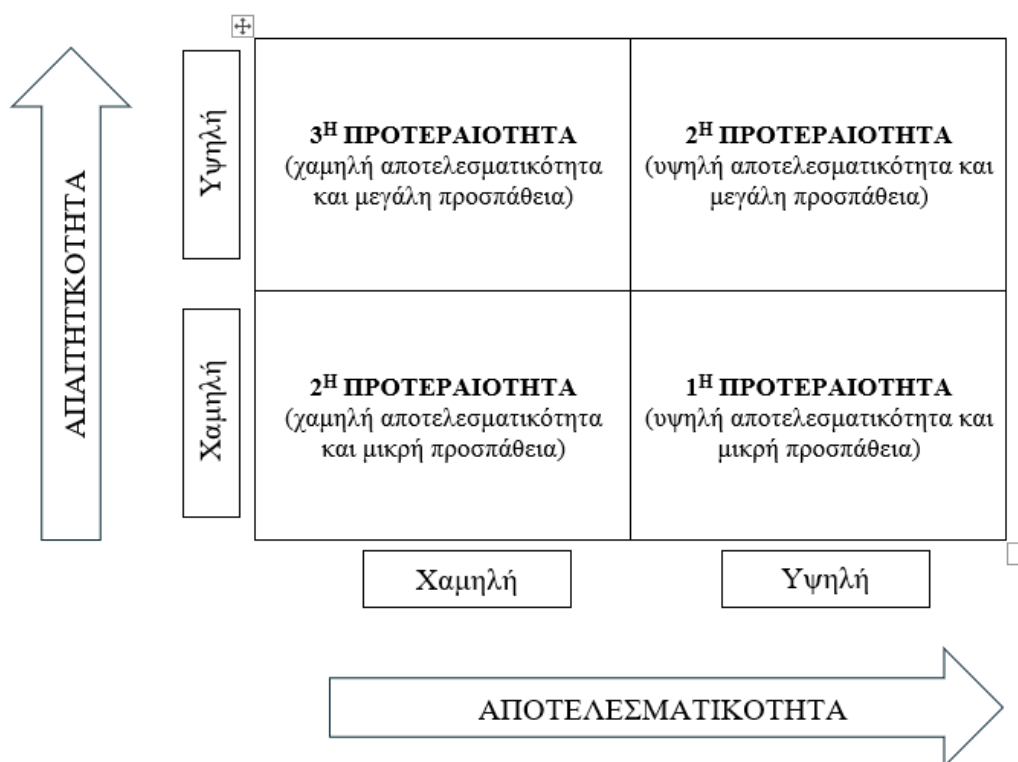 ΑΠΑΙΤΗΤΙΚΟΤΗΤΑ
Υψηλή
3Η ΠΡΟΤΕΡΑΙΟΤΗΤΑ
(χαμηλή αποτελεσματικότητα
και μεγάλη προσπάθεια)
2Η ΠΡΟΤΕΡΑΙΟΤΗΤΑ
(υψηλή αποτελεσματικότητα και
μεγάλη προσπάθεια)
Χαμηλή
2Η ΠΡΟΤΕΡΑΙΟΤΗΤΑ
(χαμηλή αποτελεσματικότητα
και μικρή προσπάθεια)
1Η ΠΡΟΤΕΡΑΙΟΤΗΤΑ
(υψηλή αποτελεσματικότητα και
μικρή προσπάθεια)
Χαμηλή
Υψηλή
ΑΠΟΤΕΛΕΣΜΑΤΙΚΟΤΗΤΑ